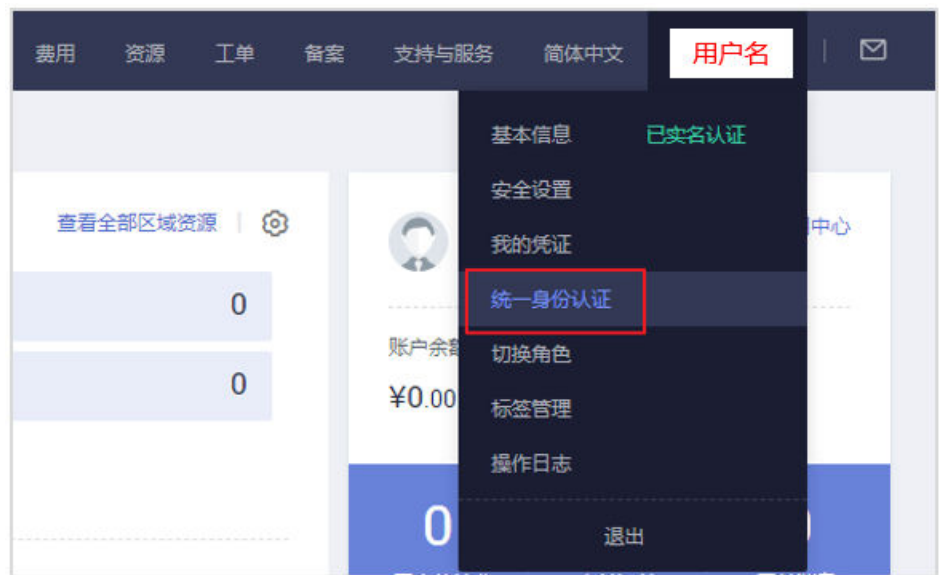 费用 资源 工单 备案 支持与服务 简体中文 用户名
基本信息 已实名认证
安全设置
查看全部区域资源 中心
我的凭证
0 统一身份认证
账户余额 切换角色
0
¥0.00 标签管理
操作日志
0
退出